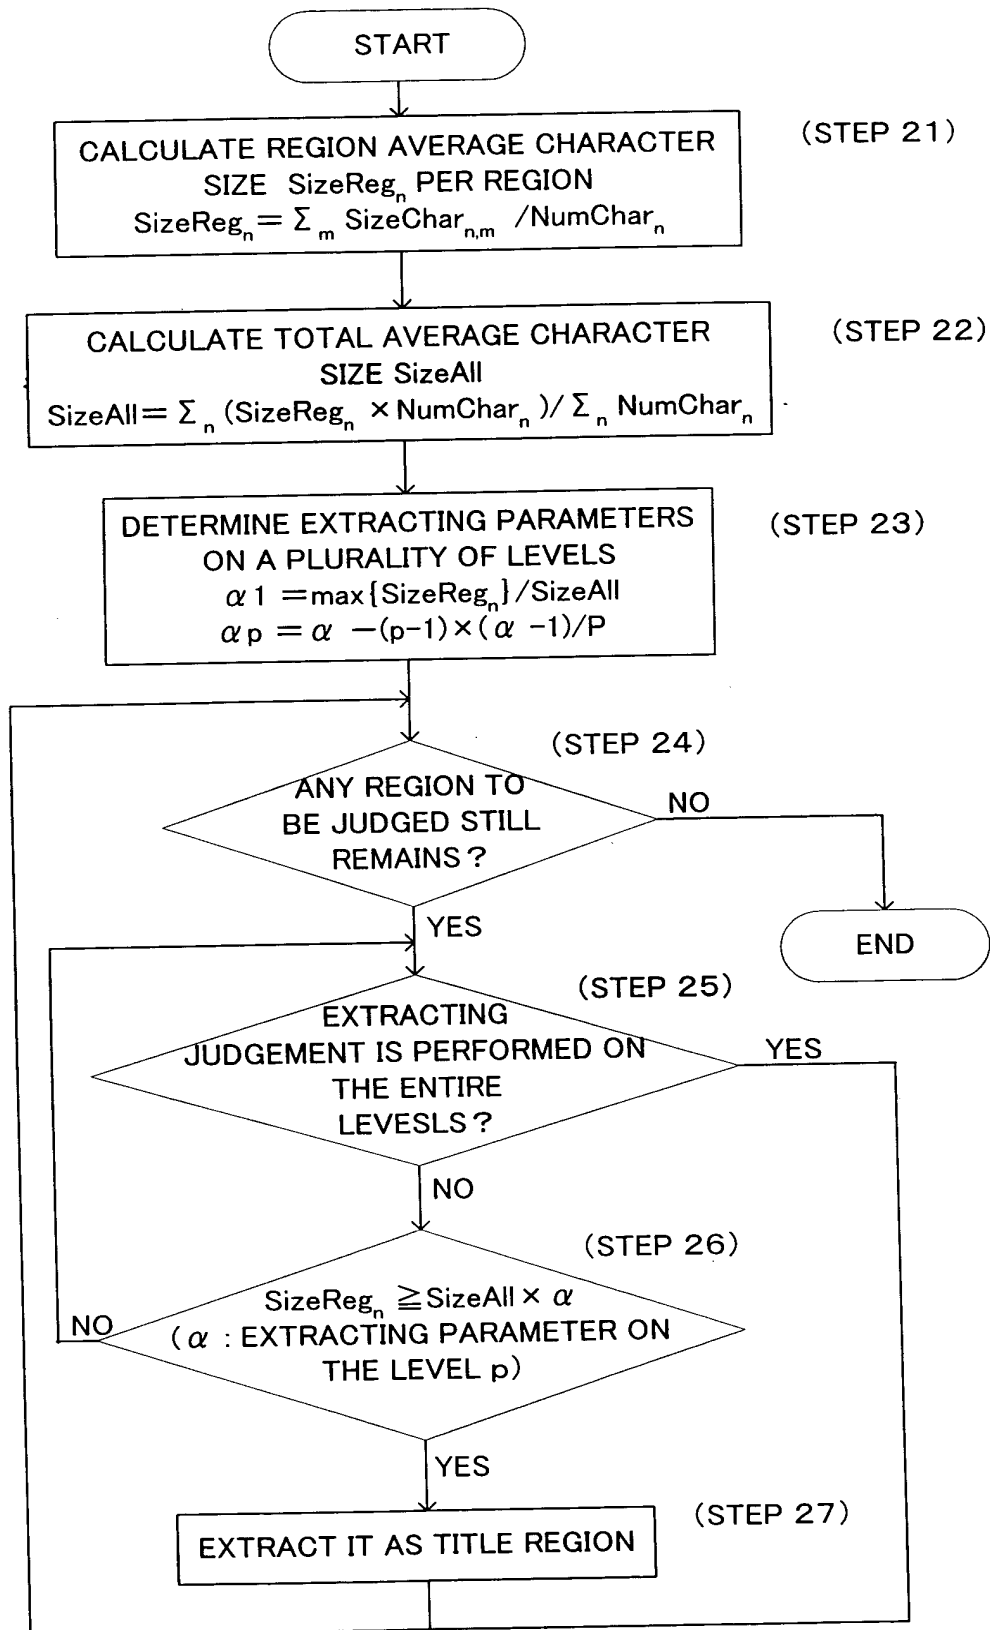 START
(STEP 21)
CALCULATE REGION AVERAGE CHARACTER
SIZE SizeRegₙ PER REGION
SizeRegₙ = Σₘ SizeCharₙ,ₘ /NumCharₙ
(STEP 22)
CALCULATE TOTAL AVERAGE CHARACTER
SIZE SizeAll
SizeAll = Σₙ (SizeRegₙ × NumCharₙ)/ Σₙ NumCharₙ
(STEP 23)
DETERMINE EXTRACTING PARAMETERS
ON A PLURALITY OF LEVELS
α1 = max{SizeRegₙ}/SizeAll
αp = α −(p-1)×(α -1)/P
(STEP 24)
ANY REGION TO
BE JUDGED STILL
REMAINS?
NO
YES
END
(STEP 25)
EXTRACTING
JUDGEMENT IS PERFORMED ON
THE ENTIRE
LEVESLS?
YES
NO
(STEP 26)
SizeRegₙ ≧ SizeAll × α
(α : EXTRACTING PARAMETER ON
THE LEVEL p)
NO
YES
(STEP 27)
EXTRACT IT AS TITLE REGION